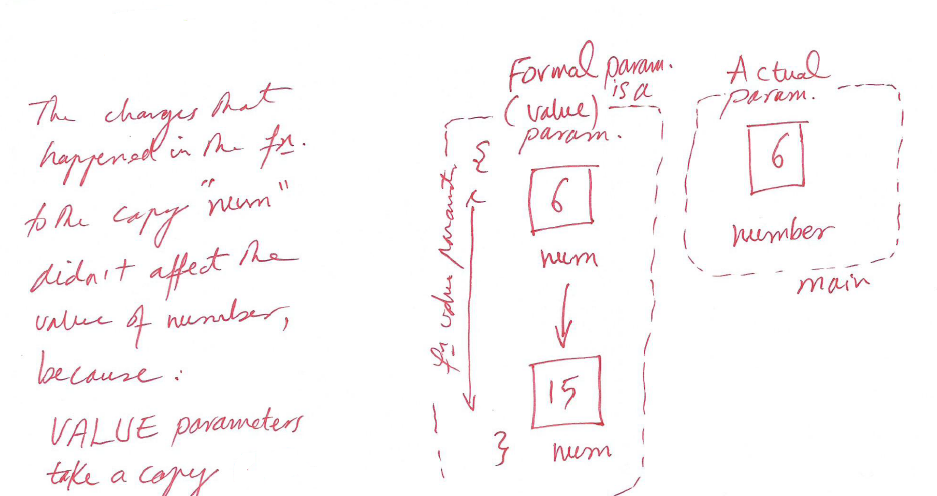 The changes that
happened in the fn.
to the copy "num"
didn't affect the
value of number,
because:
VALUE parameters
take a copy
Formal param.
is a
(value)
param.
{
fn value paramet
6
num
15
num
}
Actual
param.
6
number
main